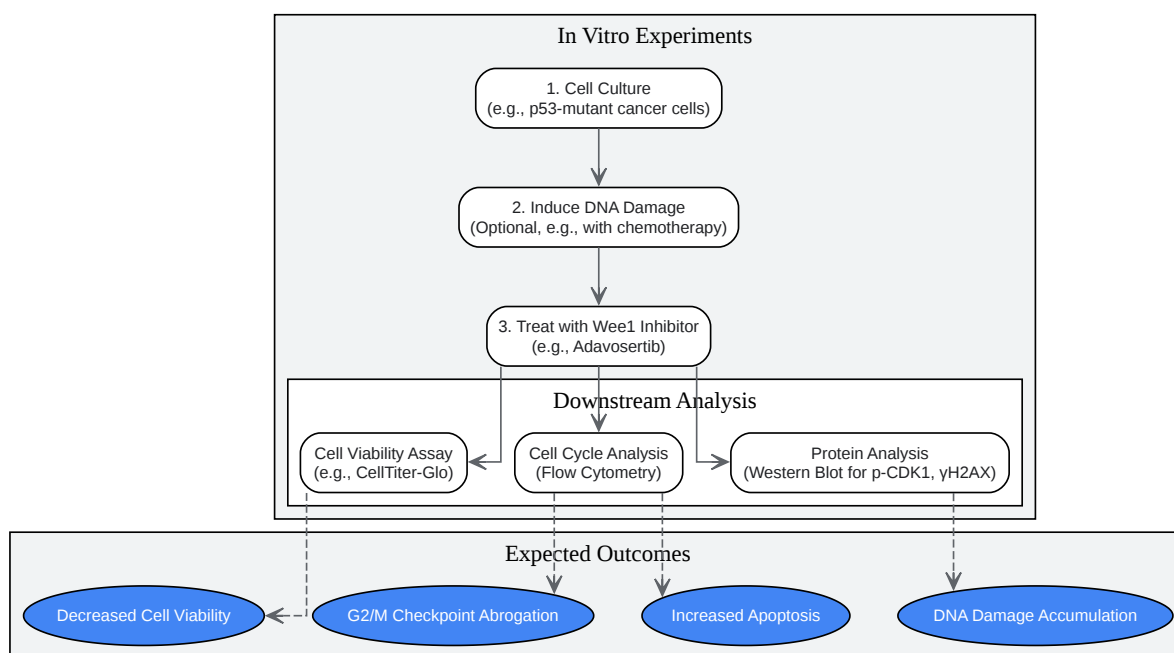 In Vitro Experiments
1. Cell Culture
(e.g., p53-mutant cancer cells)
2. Induce DNA Damage
(Optional, e.g., with chemotherapy)
3. Treat with Wee1 Inhibitor
(e.g., Adavosertib)
Downstream Analysis
Cell Viability Assay
(e.g., CellTiter-Glo)
Cell Cycle Analysis
(Flow Cytometry)
Protein Analysis
(Western Blot for p-CDK1, γH2AX)
Expected Outcomes
Decreased Cell Viability
G2/M Checkpoint Abrogation
Increased Apoptosis
DNA Damage Accumulation